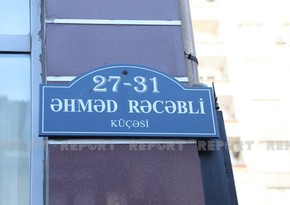 27-31
ƏHMƏD RƏCƏBLİ
KÜÇƏSİ
REPORT REPORT REPORT